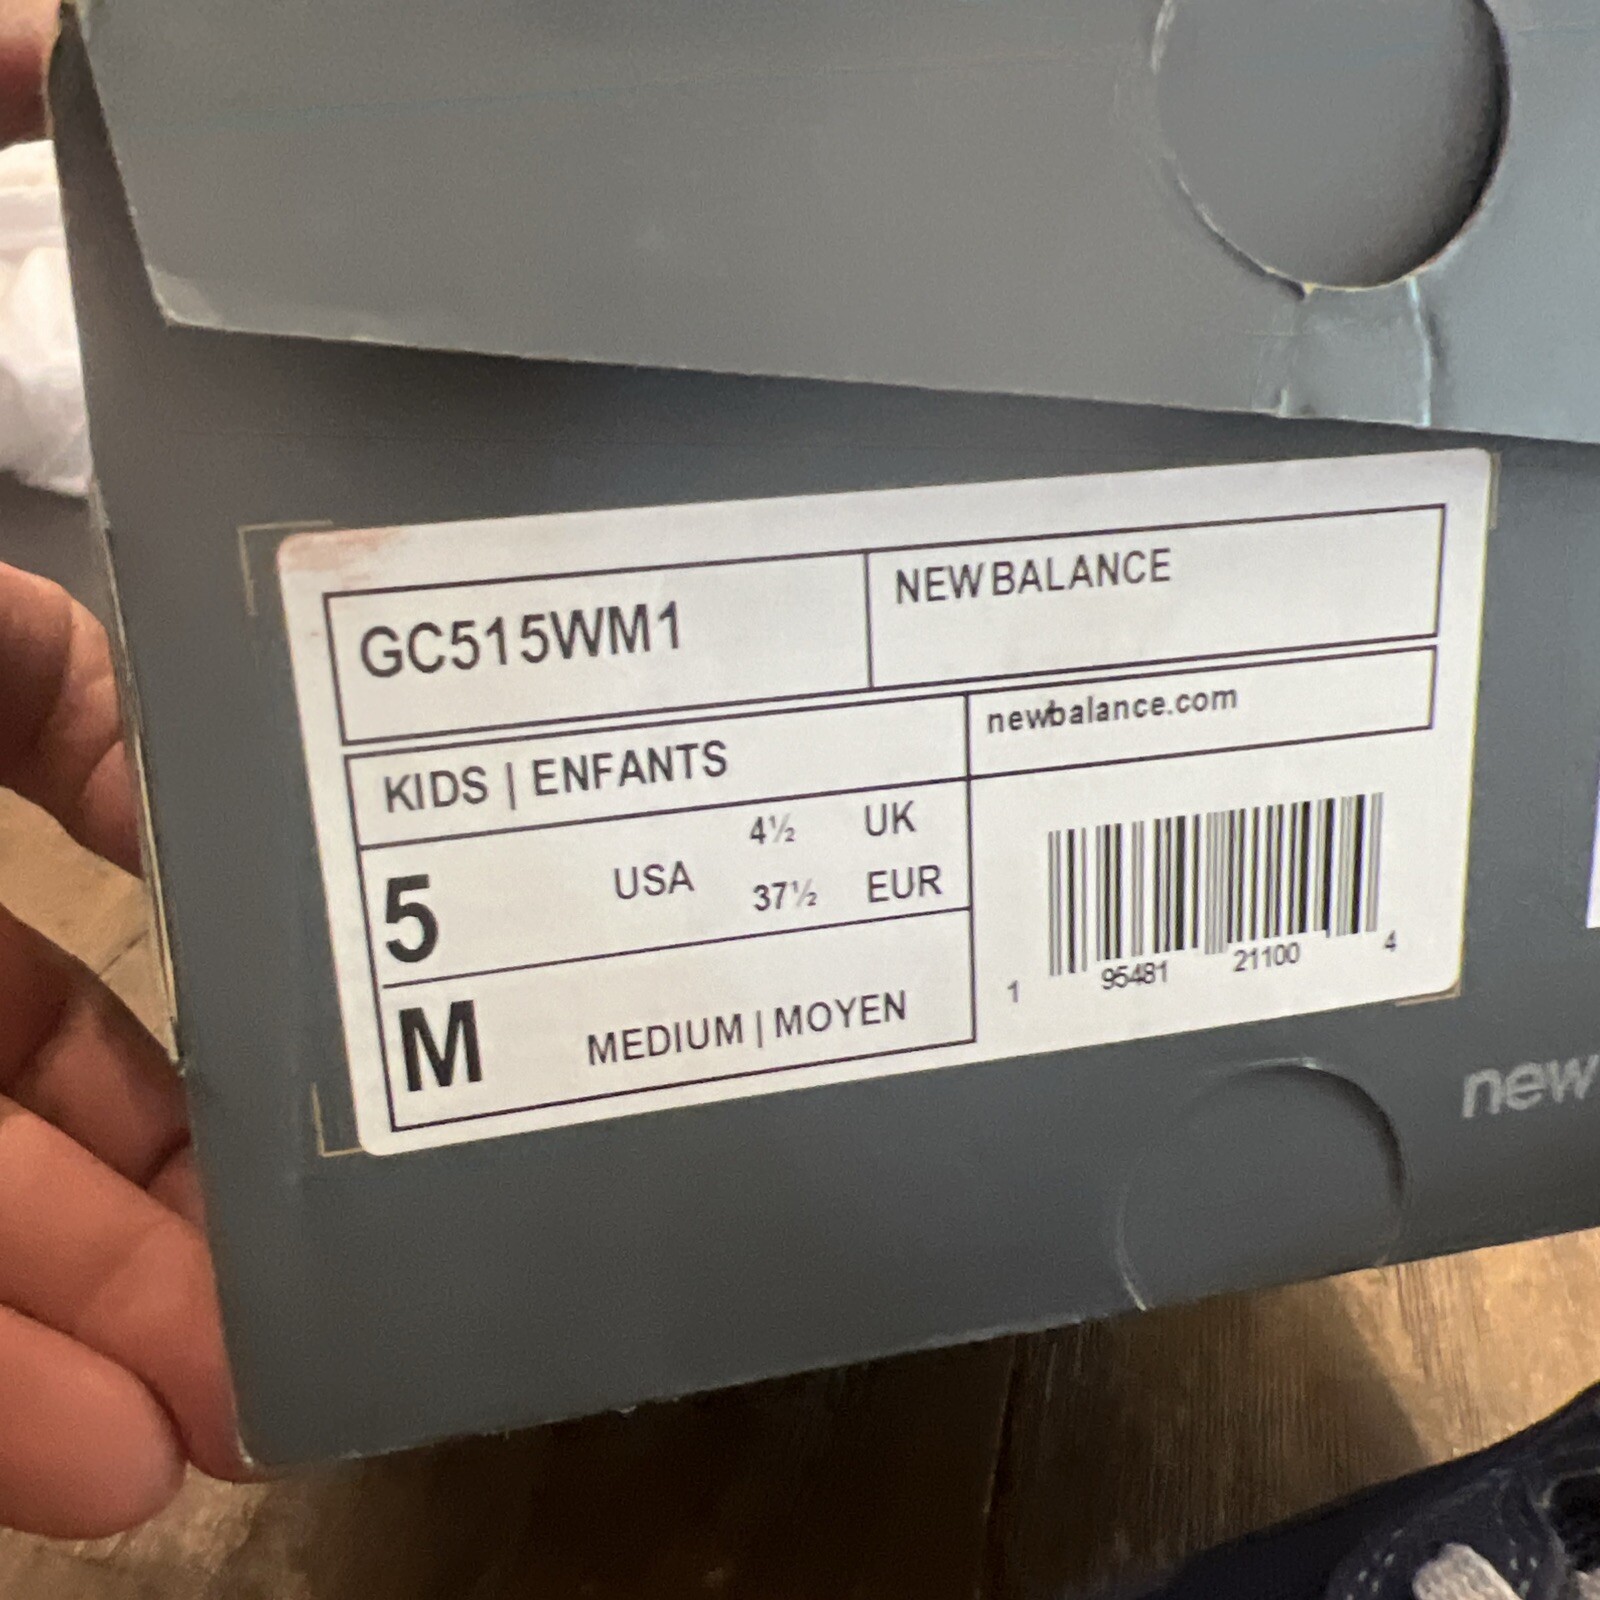 GC515WM1
NEW BALANCE
newbalance.com
KIDS | ENFANTS
5 USA 4½ UK
37½ EUR
M MEDIUM | MOYEN
1 95481 21100 4
new